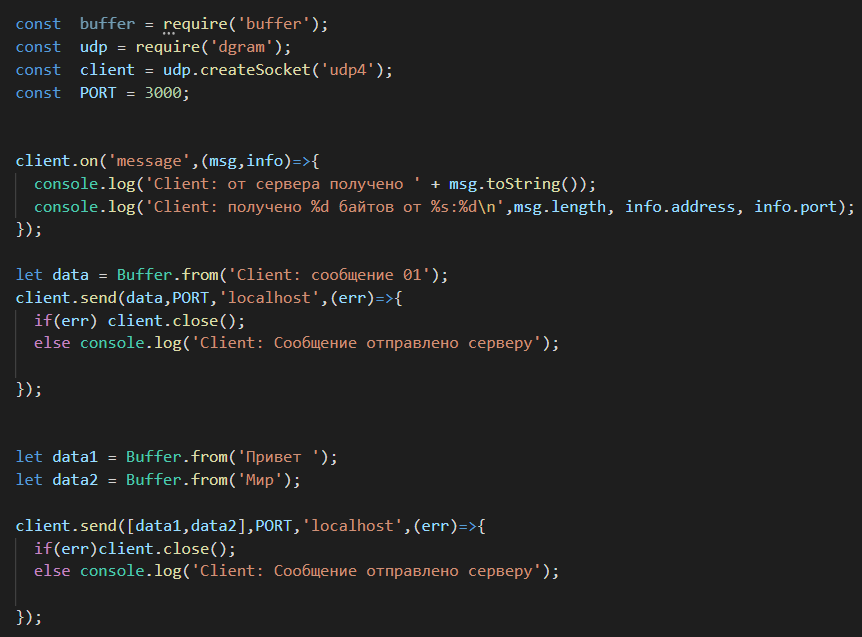 const  buffer = require('buffer');
const  udp = require('dgram');
const  client = udp.createSocket('udp4');
const  PORT = 3000;
client.on('message',(msg,info)=>{
  console.log('Client: от сервера получено ' + msg.toString());
  console.log('Client: получено %d байтов от %s:%d\n',msg.length, info.address, info.port);
});
let data = Buffer.from('Client: сообщение 01');
client.send(data,PORT,'localhost',(err)=>{
  if(err) client.close();
  else console.log('Client: Сообщение отправлено серверу');
});
let data1 = Buffer.from('Привет ');
let data2 = Buffer.from('Мир');
client.send([data1,data2],PORT,'localhost',(err)=>{
  if(err)client.close();
  else console.log('Client: Сообщение отправлено серверу');
});